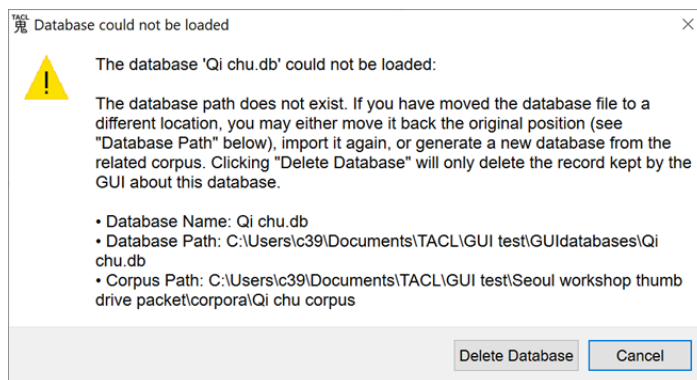 TACL
鬼 Database could not be loaded
The database 'Qi chu.db' could not be loaded:
The database path does not exist. If you have moved the database file to a
different location, you may either move it back the original position (see
"Database Path" below), import it again, or generate a new database from the
related corpus. Clicking "Delete Database" will only delete the record kept by the
GUI about this database.
• Database Name: Qi chu.db
• Database Path: C:\Users\c39\Documents\TACL\GUI test\GUIdatabases\Qi
chu.db
• Corpus Path: C:\Users\c39\Documents\TACL\GUI test\Seoul workshop thumb
drive packet\corpora\Qi chu corpus
Delete Database
Cancel